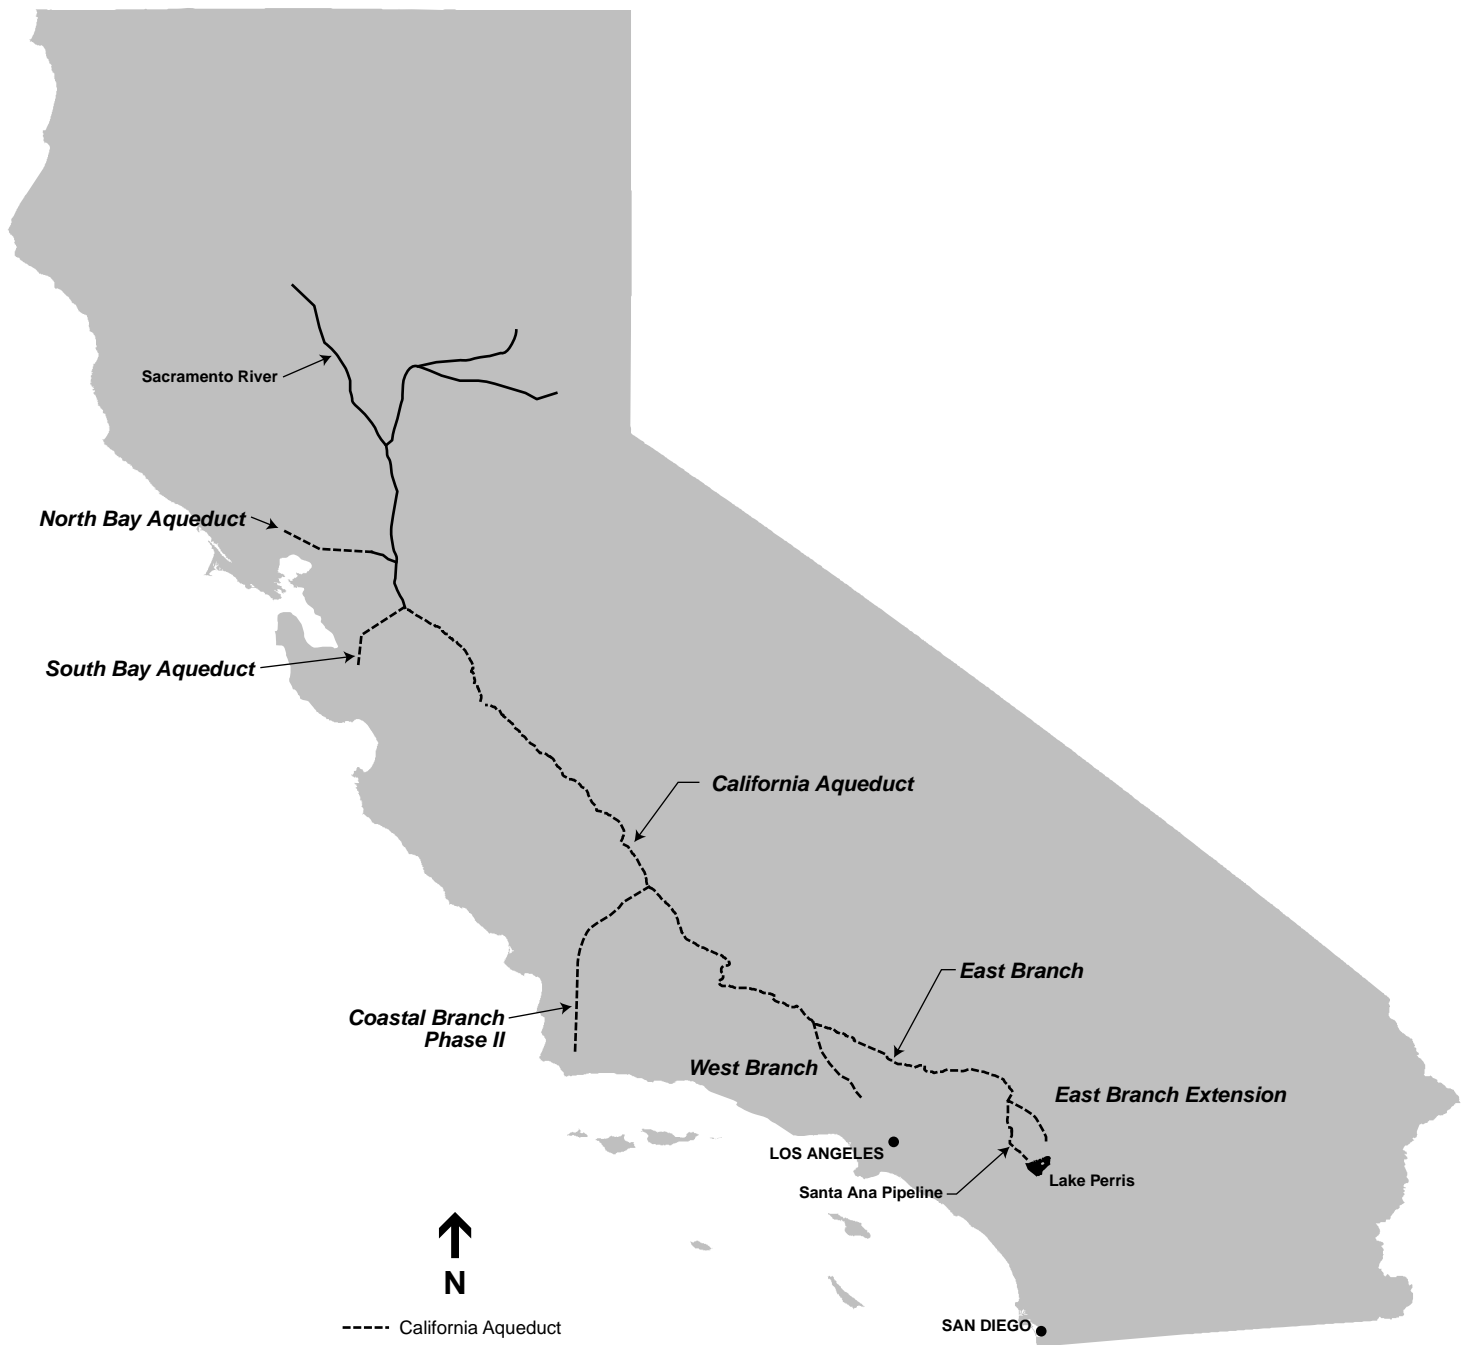 Sacramento River
North Bay Aqueduct
South Bay Aqueduct
California Aqueduct
East Branch
Coastal Branch
Phase II
West Branch
East Branch Extension
LOS ANGELES
Lake Perris
Santa Ana Pipeline
N
California Aqueduct
SAN DIEGO